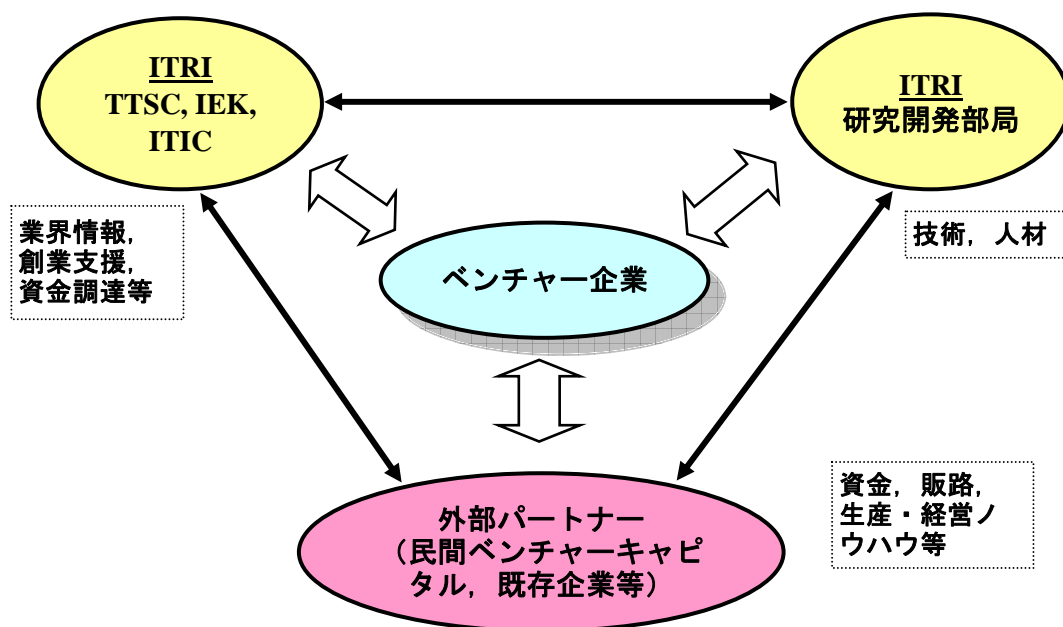 ITRI
TTSC, IEK,
ITIC
ITRI
研究開発部局
業界情報,
創業支援,
資金調達等
技術, 人材
ベンチャー企業
資金, 販路,
生産・経営ノ
ウハウ等
外部パートナー
（民間ベンチャーキャピ
タル, 既存企業等）